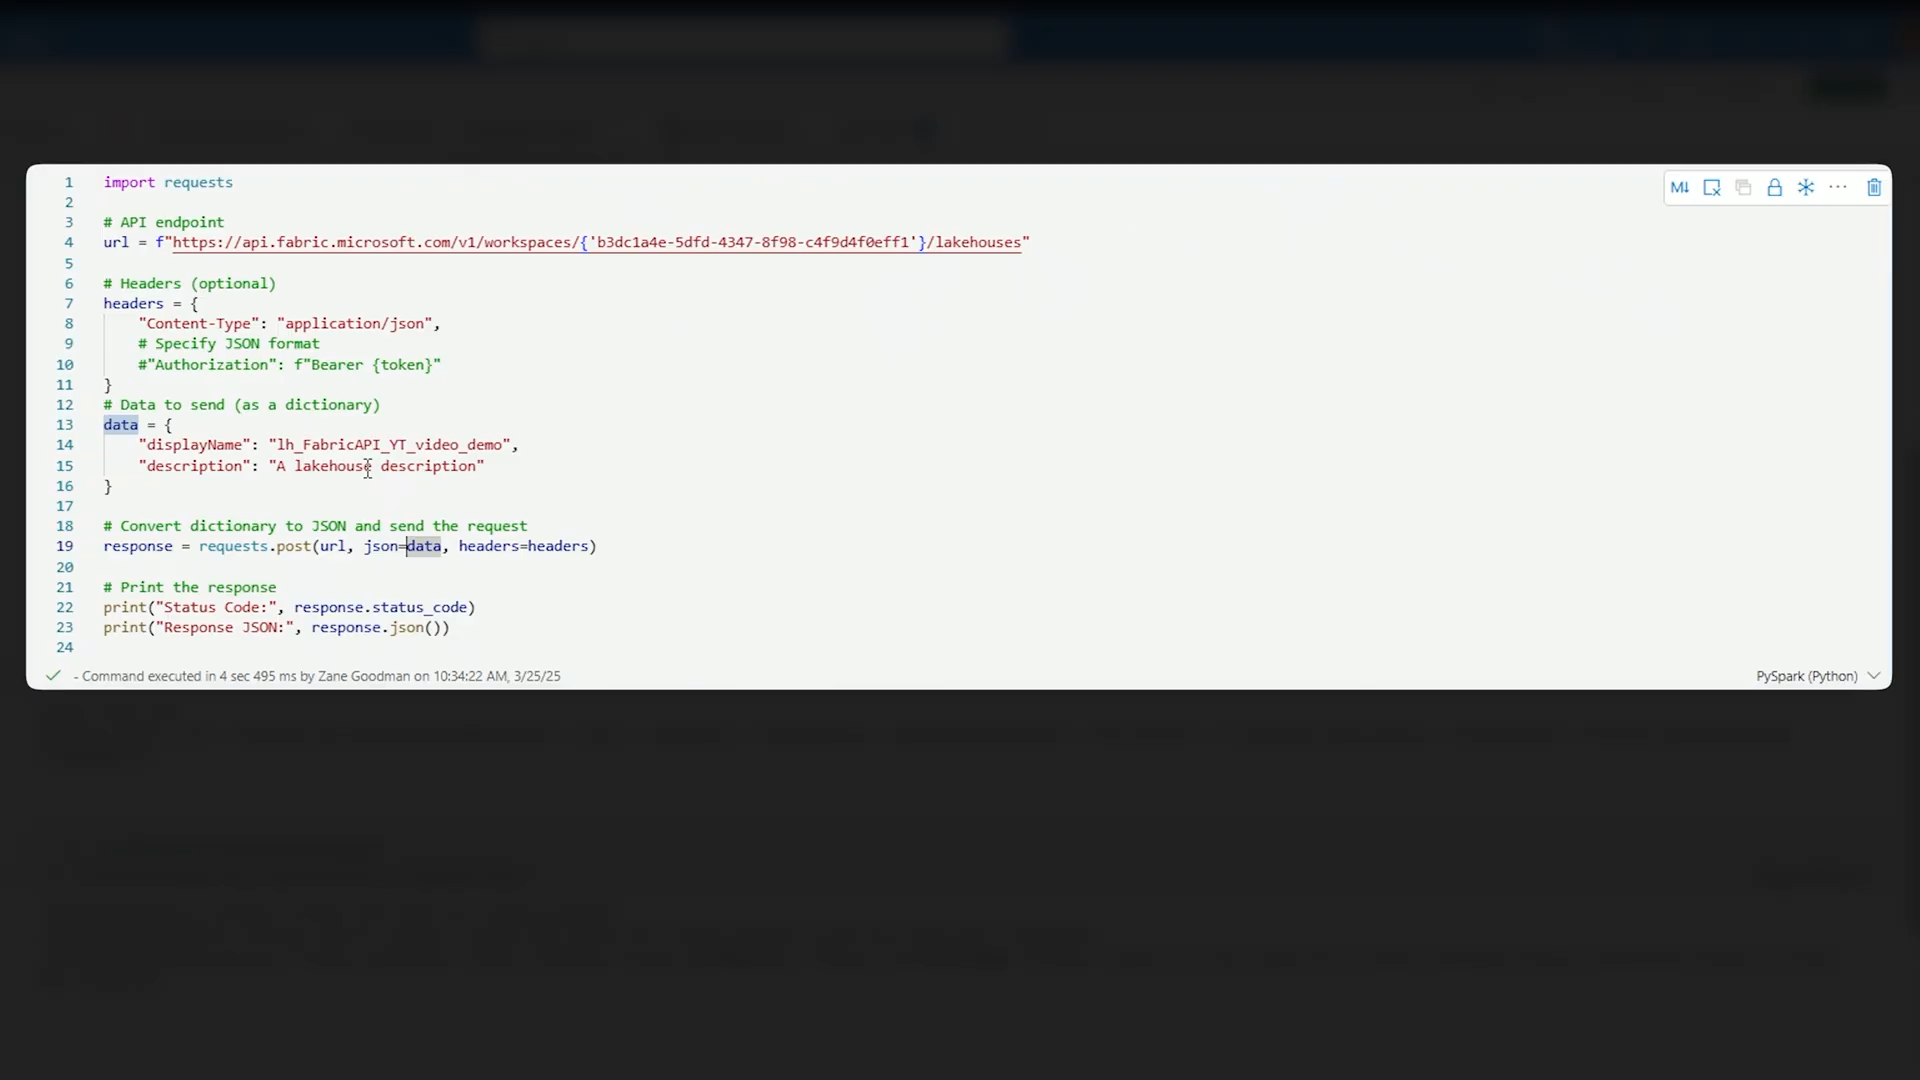 1 import requests
2
3 # API endpoint
4 url = f"https://api.fabric.microsoft.com/v1/workspaces/{'b3dc1a4e-5dfd-4347-8f98-c4f9d4f0eff1'}/lakehouses"
5
6 # Headers (optional)
7 headers = {
8     "Content-Type": "application/json",
9     # Specify JSON format
10     #"Authorization": f"Bearer {token}"
11 }
12 # Data to send (as a dictionary)
13 data = {
14     "displayName": "lh_FabricAPI_YT_video_demo",
15     "description": "A lakehouse description"
16 }
17
18 # Convert dictionary to JSON and send the request
19 response = requests.post(url, json=data, headers=headers)
20
21 # Print the response
22 print("Status Code:", response.status_code)
23 print("Response JSON:", response.json())
24
M↓
- Command executed in 4 sec 495 ms by Zane Goodman on 10:34:22 AM, 3/25/25
PySpark (Python)